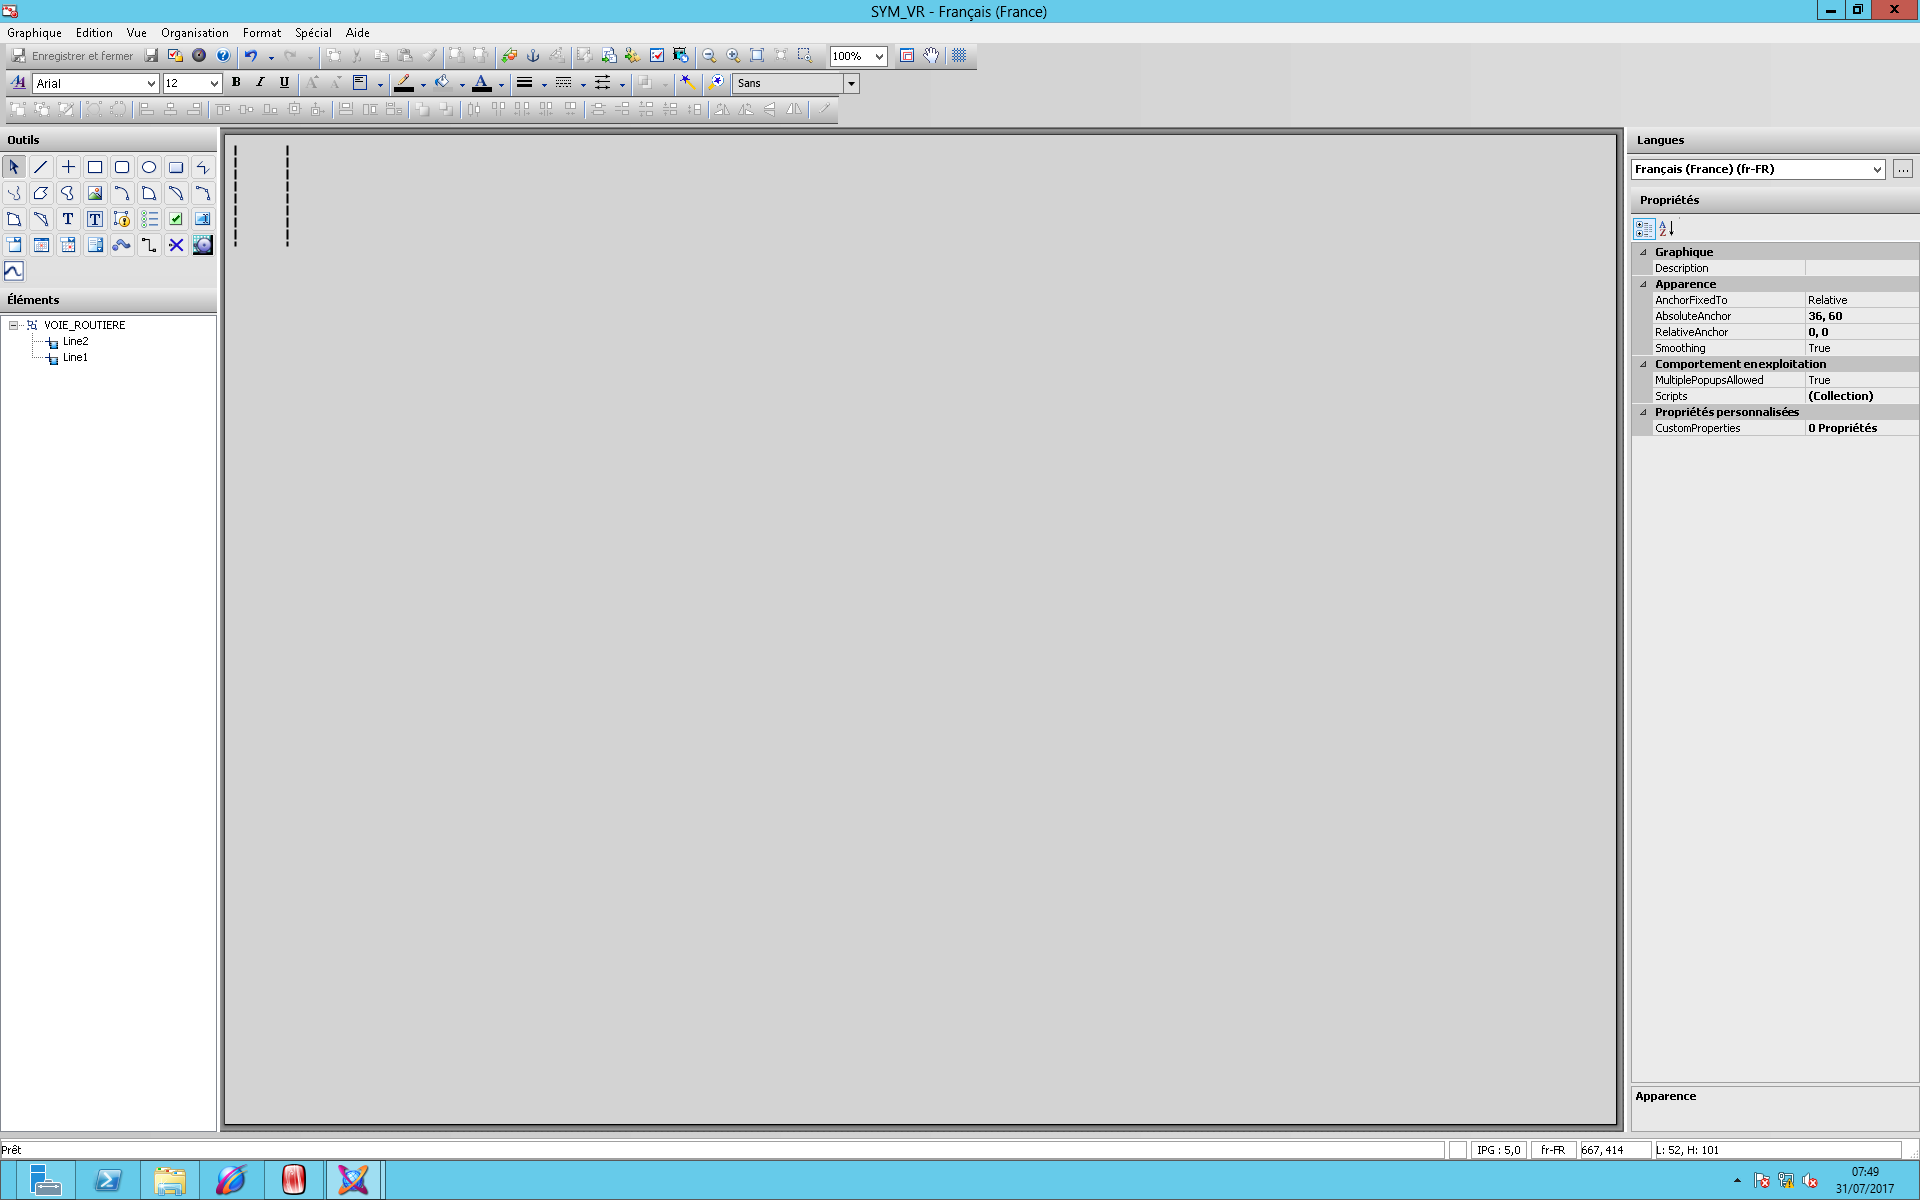 SYM_VR - Français (France)
Graphique Edition Vue Organisation Format Spécial Aide
Enregistrer et fermer 100%
Arial 12 B I U Sans
Outils
Éléments
VOIE_ROUTIERE
Line2
Line1
Langues
Français (France) (fr-FR)
Propriétés
Graphique
Description
Apparence
AnchorFixedTo Relative
AbsoluteAnchor 36, 60
RelativeAnchor 0, 0
Smoothing True
Comportement en exploitation
MultiplePopupsAllowed True
Scripts (Collection)
Propriétés personnalisées
CustomProperties 0 Propriétés
Apparence
Prêt IPG : 5,0 fr-FR 667, 414 L: 52, H: 101
07:49
31/07/2017